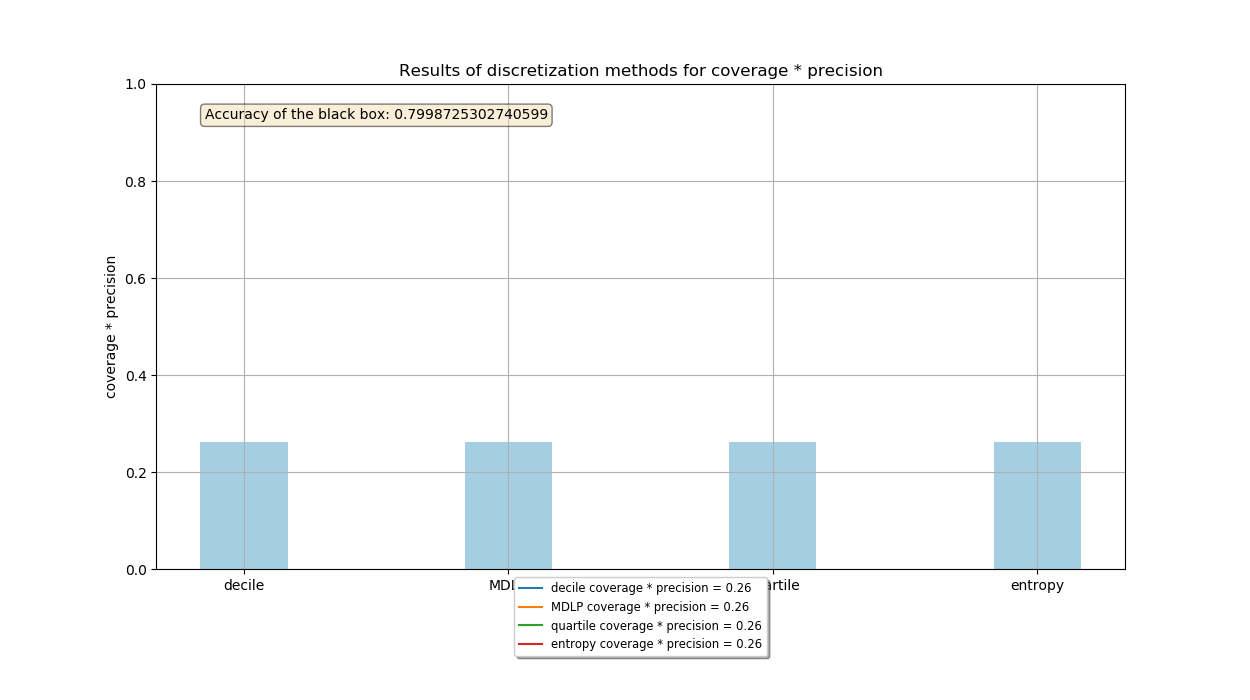 Results of discretization methods for coverage * precision
Accuracy of the black box: 0.7998725302740599
coverage * precision
1.0
0.8
0.6
0.4
0.2
0.0
decile
entropy
decile coverage * precision = 0.26
MDLP coverage * precision = 0.26
quartile coverage * precision = 0.26
entropy coverage * precision = 0.26